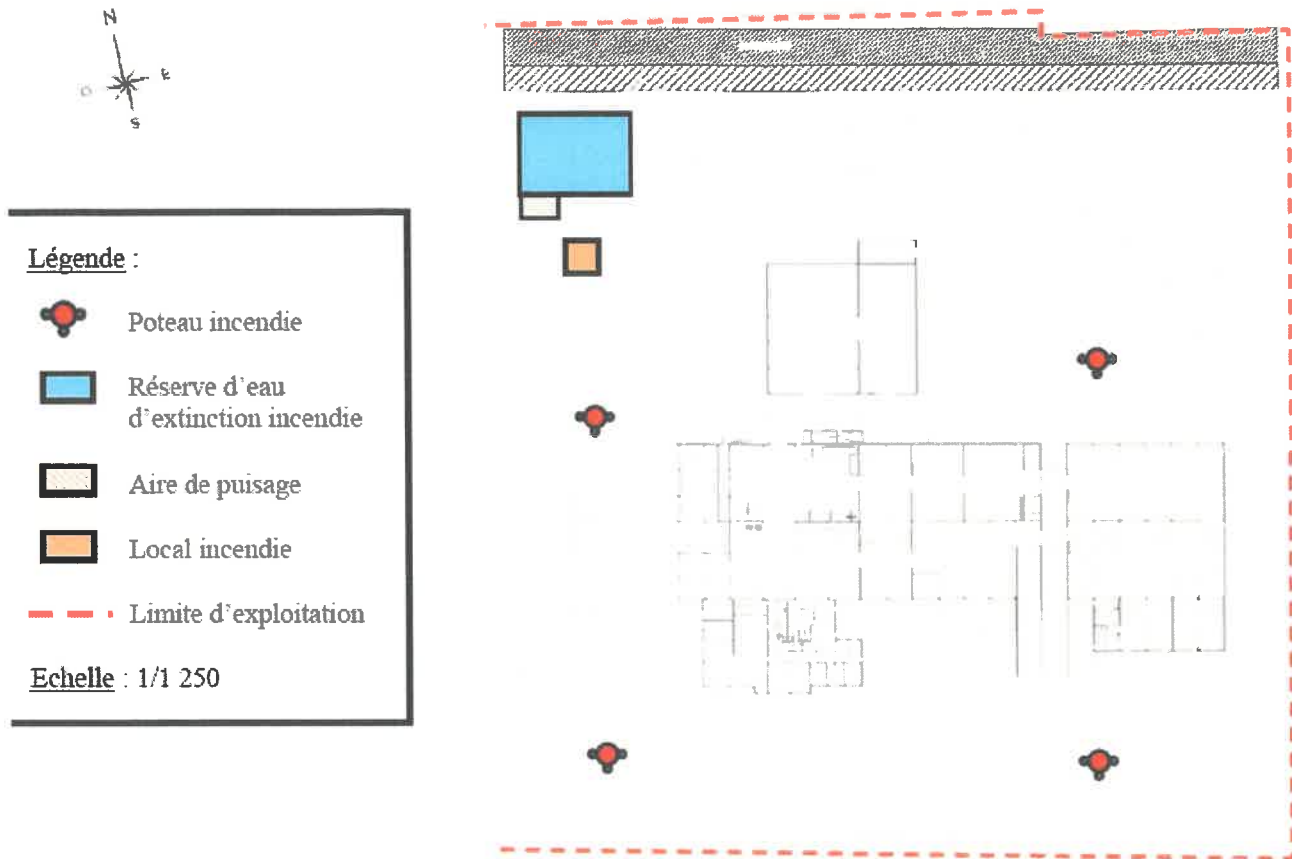 N
O
E
S
Légende :
Poteau incendie
Réserve d'eau
d'extinction incendie
Aire de puisage
Local incendie
Limite d'exploitation
Echelle : 1/1 250